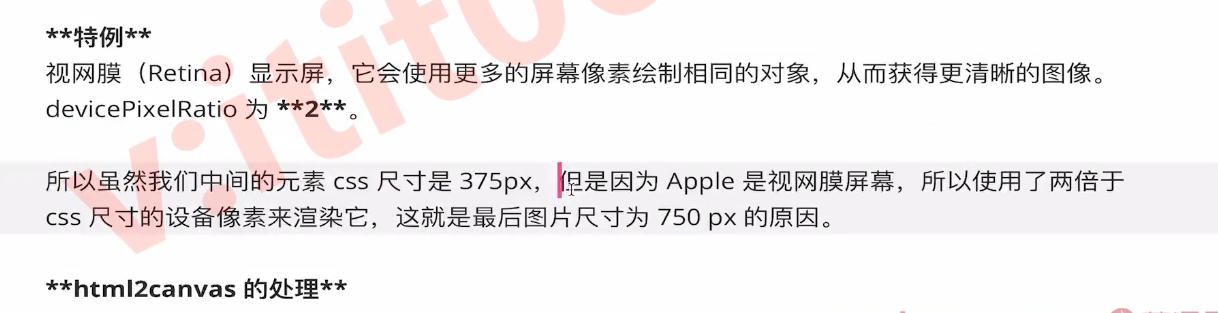 **特例**
视网膜（Retina）显示屏，它会使用更多的屏幕像素绘制相同的对象，从而获得更清晰的图像。
devicePixelRatio 为 **2**。
所以虽然我们中间的元素 css 尺寸是 375px，但是因为 Apple 是视网膜屏幕，所以使用了两倍于
css 尺寸的设备像素来渲染它，这就是最后图片尺寸为 750 px 的原因。
**html2canvas 的处理**